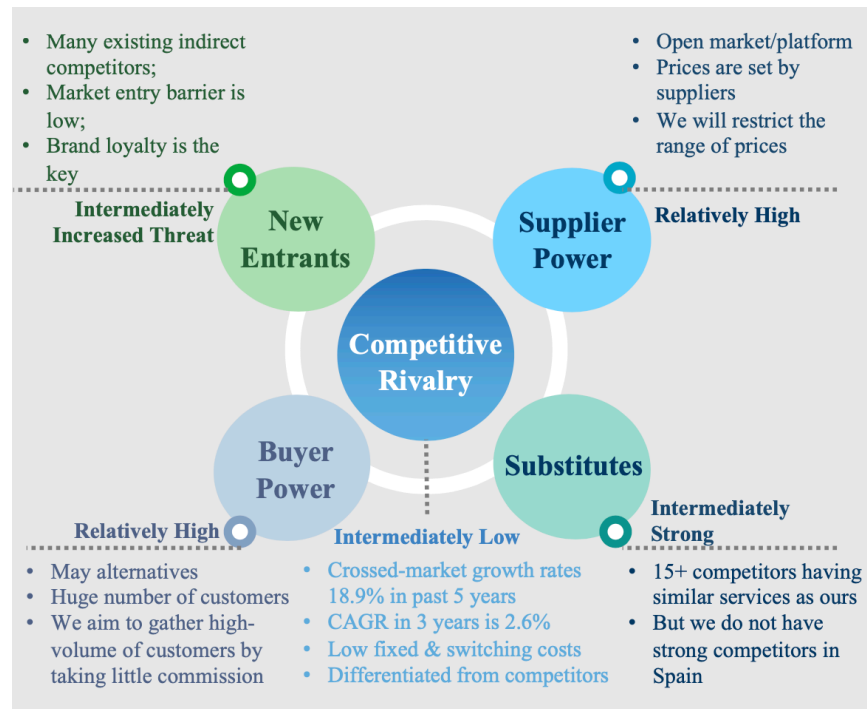 • Many existing indirect
competitors;
• Market entry barrier is
low;
• Brand loyalty is the
key
Intermediately
Increased Threat
New
Entrants
• Open market/platform
• Prices are set by
suppliers
• We will restrict the
range of prices
Relatively High
Supplier
Power
Competitive
Rivalry
Buyer
Power
Relatively High
• May alternatives
• Huge number of customers
• We aim to gather high-
volume of customers by
taking little commission
Intermediately Low
• Crossed-market growth rates
18.9% in past 5 years
• CAGR in 3 years is 2.6%
• Low fixed & switching costs
• Differentiated from competitors
Substitutes
Intermediately
Strong
• 15+ competitors having
similar services as ours
• But we do not have
strong competitors in
Spain